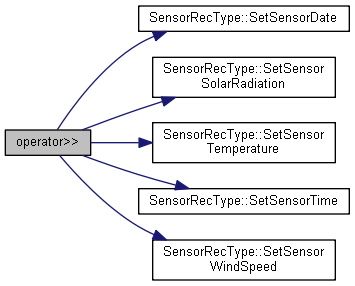 SensorRecType::SetSensorDate
SensorRecType::SetSensor
SolarRadiation
operator>>
SensorRecType::SetSensor
Temperature
SensorRecType::SetSensorTime
SensorRecType::SetSensor
WindSpeed